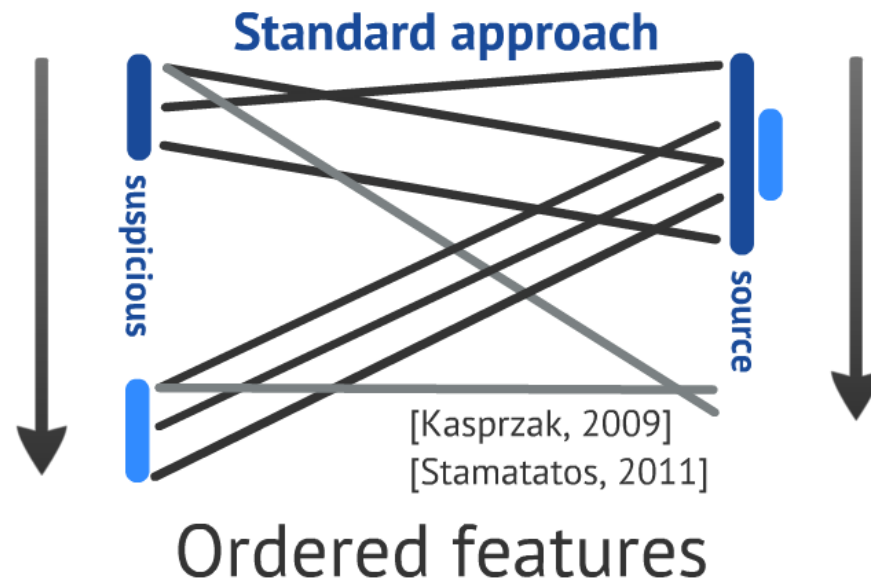 Standard approach
suspicious
source
[Kasprzak, 2009]
[Stamatatos, 2011]
Ordered features